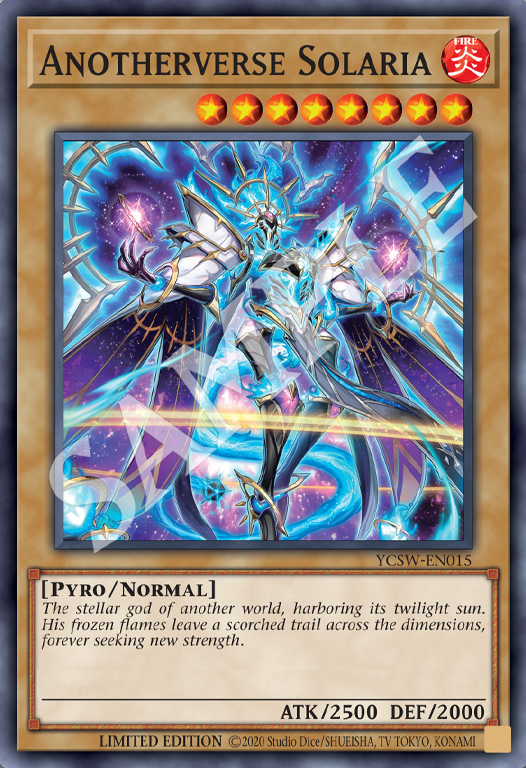 ANOTHERVERSE SOLARIA
FIRE
炎
SAMPLE
YCSW-EN015
[PYRO/NORMAL]
The stellar god of another world, harboring its twilight sun.
His frozen flames leave a scorched trail across the dimensions,
forever seeking new strength.
ATK/2500 DEF/2000
LIMITED EDITION ©2020 Studio Dice/SHUEISHA, TV TOKYO, KONAMI